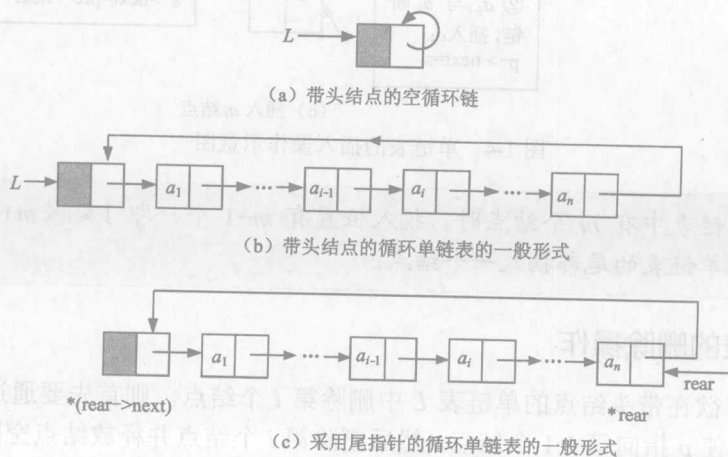 L
(a) 带头结点的空循环链
L a₁ ⋯ aᵢ₋₁ aᵢ ⋯ aₙ
(b) 带头结点的循环单链表的一般形式
a₁ ⋯ aᵢ₋₁ aᵢ ⋯ aₙ
rear
*(rear->next) *rear
(c) 采用尾指针的循环单链表的一般形式